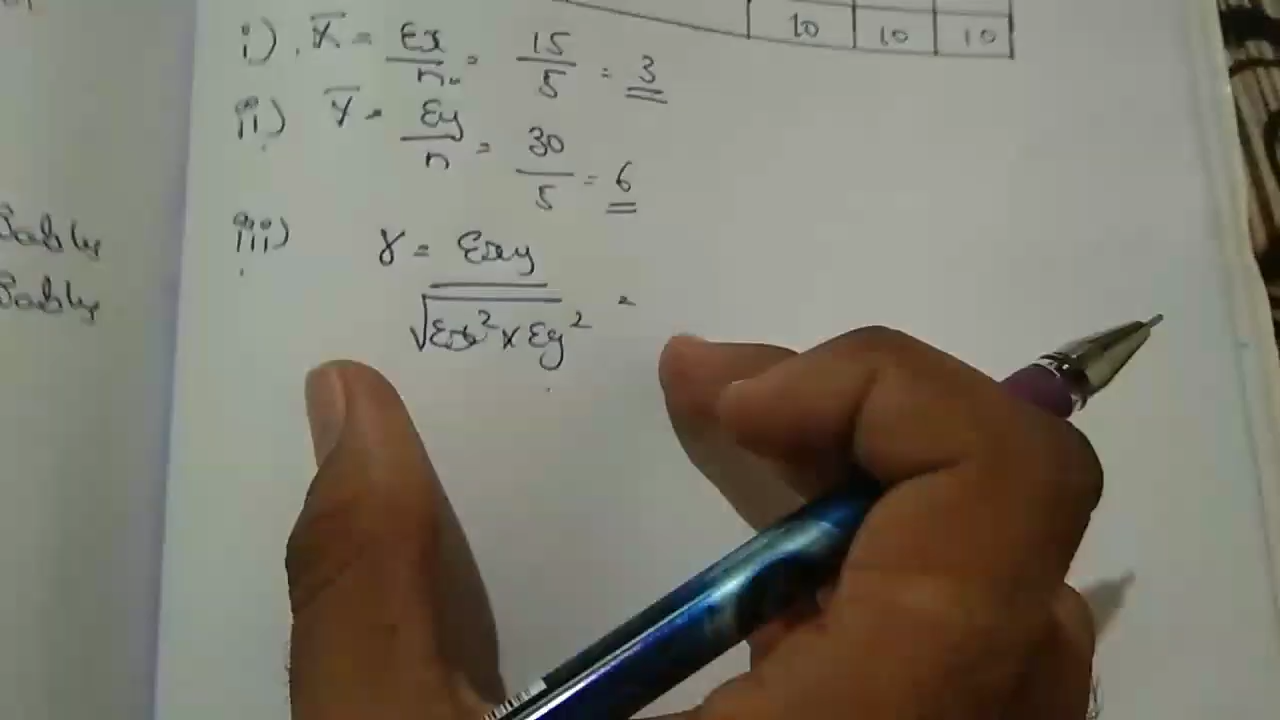 10 10 10
i) X̅ = Σx/n = 15/5 = 3
ii) Y̅ = Σy/n = 30/5 = 6
iii) r = Σxy/√Σx²×Σy² =